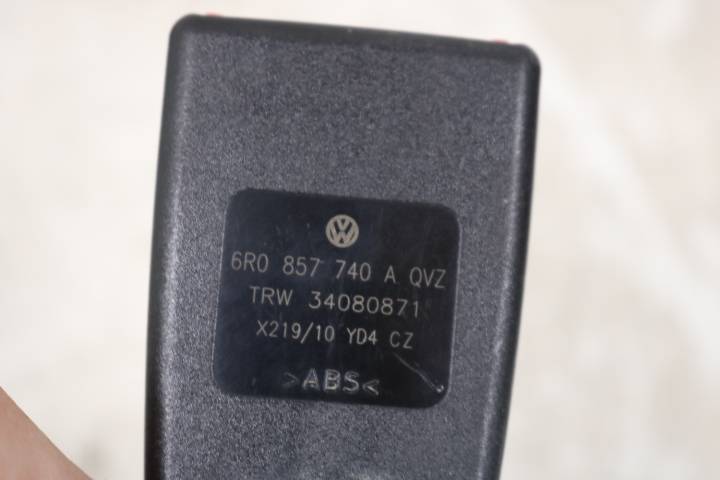 6R0 857 740 A QVZ
TRW 34080871
X219/10 YD4 CZ
>ABS<